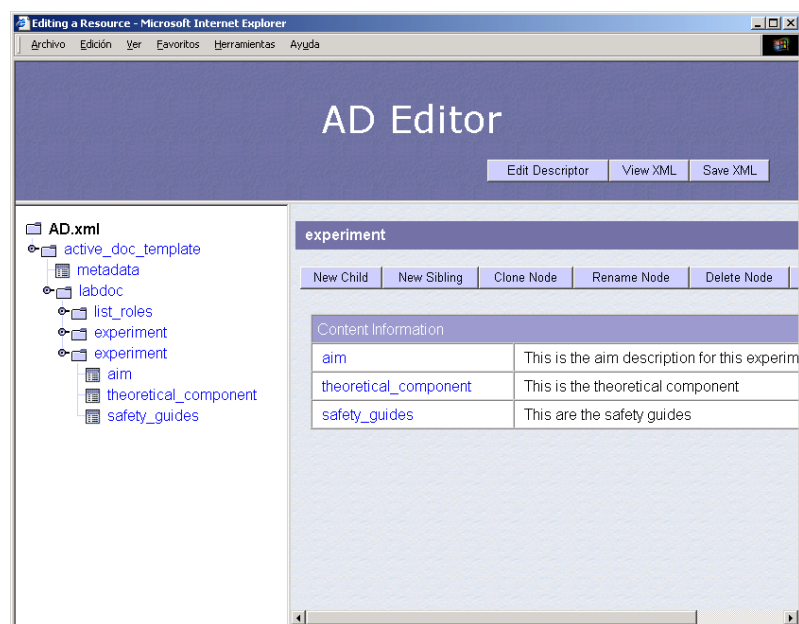 Editing a Resource - Microsoft Internet Explorer
Archivo Edición Ver Favoritos Herramientas Ayuda
AD Editor
Edit Descriptor View XML Save XML
AD.xml
active_doc_template
metadata
labdoc
list_roles
experiment
experiment
aim
theoretical_component
safety_guides
experiment
New Child New Sibling Clone Node Rename Node Delete Node
Content Information
aim This is the aim description for this experim
theoretical_component This is the theoretical component
safety_guides This are the safety guides